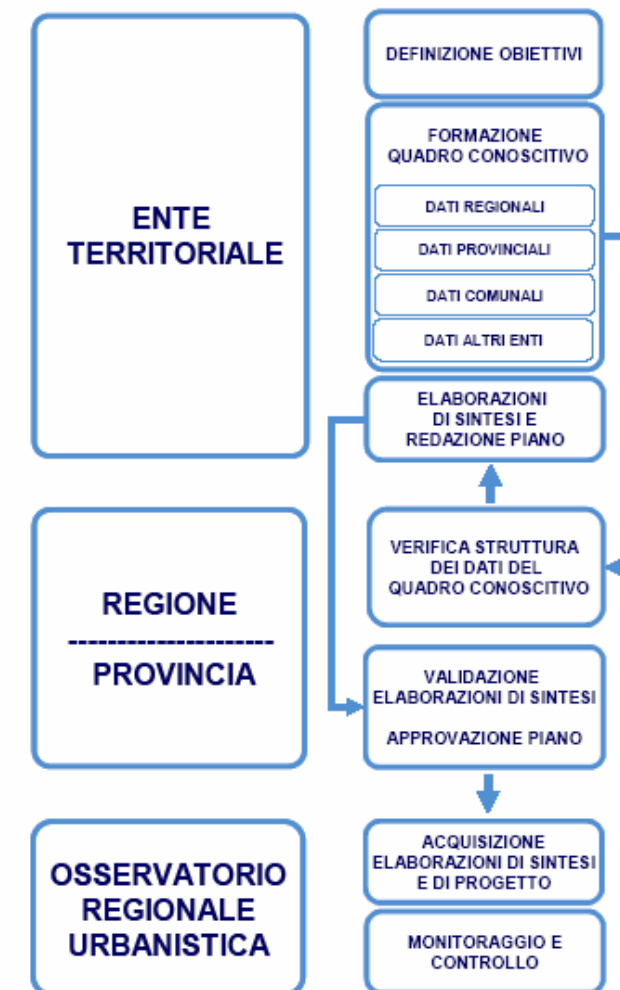 ENTE
TERRITORIALE
DEFINIZIONE OBIETTIVI
FORMAZIONE
QUADRO CONOSCITIVO
DATI REGIONALI
DATI PROVINCIALI
DATI COMUNALI
DATI ALTRI ENTI
ELABORAZIONI
DI SINTESI E
REDAZIONE PIANO
REGIONE
---------------------
PROVINCIA
VERIFICA STRUTTURA
DEI DATI DEL
QUADRO CONOSCITIVO
VALIDAZIONE
ELABORAZIONI DI SINTESI
APPROVAZIONE PIANO
OSSERVATORIO
REGIONALE
URBANISTICA
ACQUISIZIONE
ELABORAZIONI DI SINTESI
E DI PROGETTO
MONITORAGGIO E
CONTROLLO